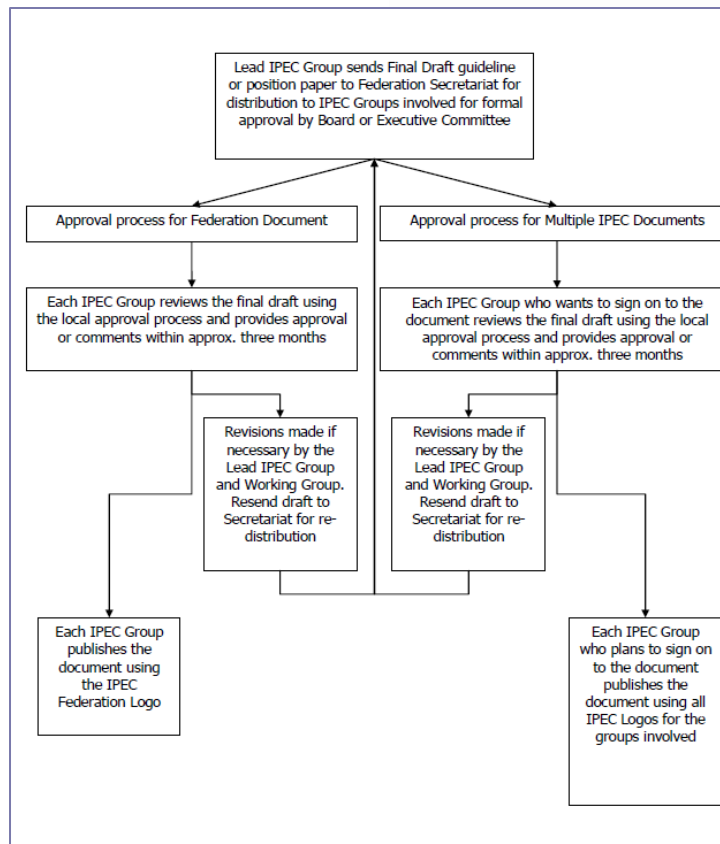 Lead IPEC Group sends Final Draft guideline
or position paper to Federation Secretariat for
distribution to IPEC Groups involved for formal
approval by Board or Executive Committee
Approval process for Federation Document
Approval process for Multiple IPEC Documents
Each IPEC Group reviews the final draft using
the local approval process and provides approval
or comments within approx. three months
Each IPEC Group who wants to sign on to the
document reviews the final draft using the local
approval process and provides approval or
comments within approx. three months
Revisions made if
necessary by the
Lead IPEC Group
and Working Group.
Resend draft to
Secretariat for re-
distribution
Revisions made if
necessary by the
Lead IPEC Group
and Working Group.
Resend draft to
Secretariat for re-
distribution
Each IPEC Group
publishes the
document using
the IPEC
Federation Logo
Each IPEC Group
who plans to sign on
to the document
publishes the
document using all
IPEC Logos for the
groups involved